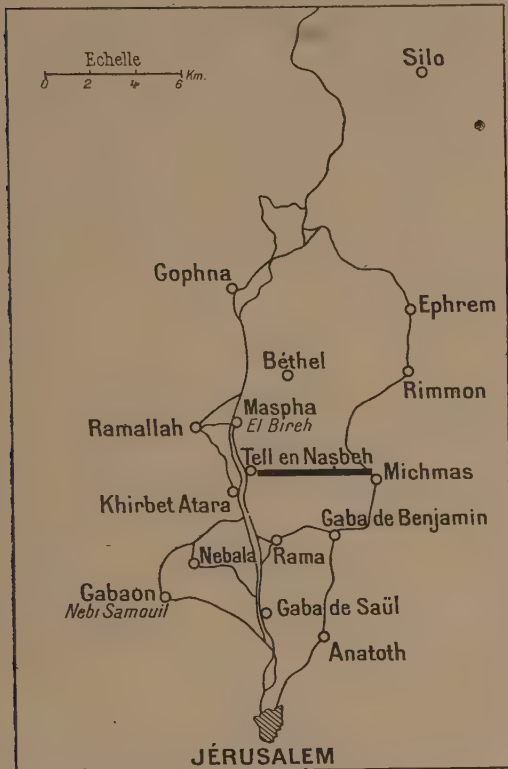 Echelle
0 2 4 6 Km.
Silo
Gophna
Ephrem
Béthel
Rimmon
Maspha
El Bireh
Ramallah
Tell en Nasbeh
Michmas
Khirbet Atara
Gaba de Benjamin
Nebala
Rama
Gabaon
Nebi Samouil
Gaba de Saül
Anatoth
JÉRUSALEM